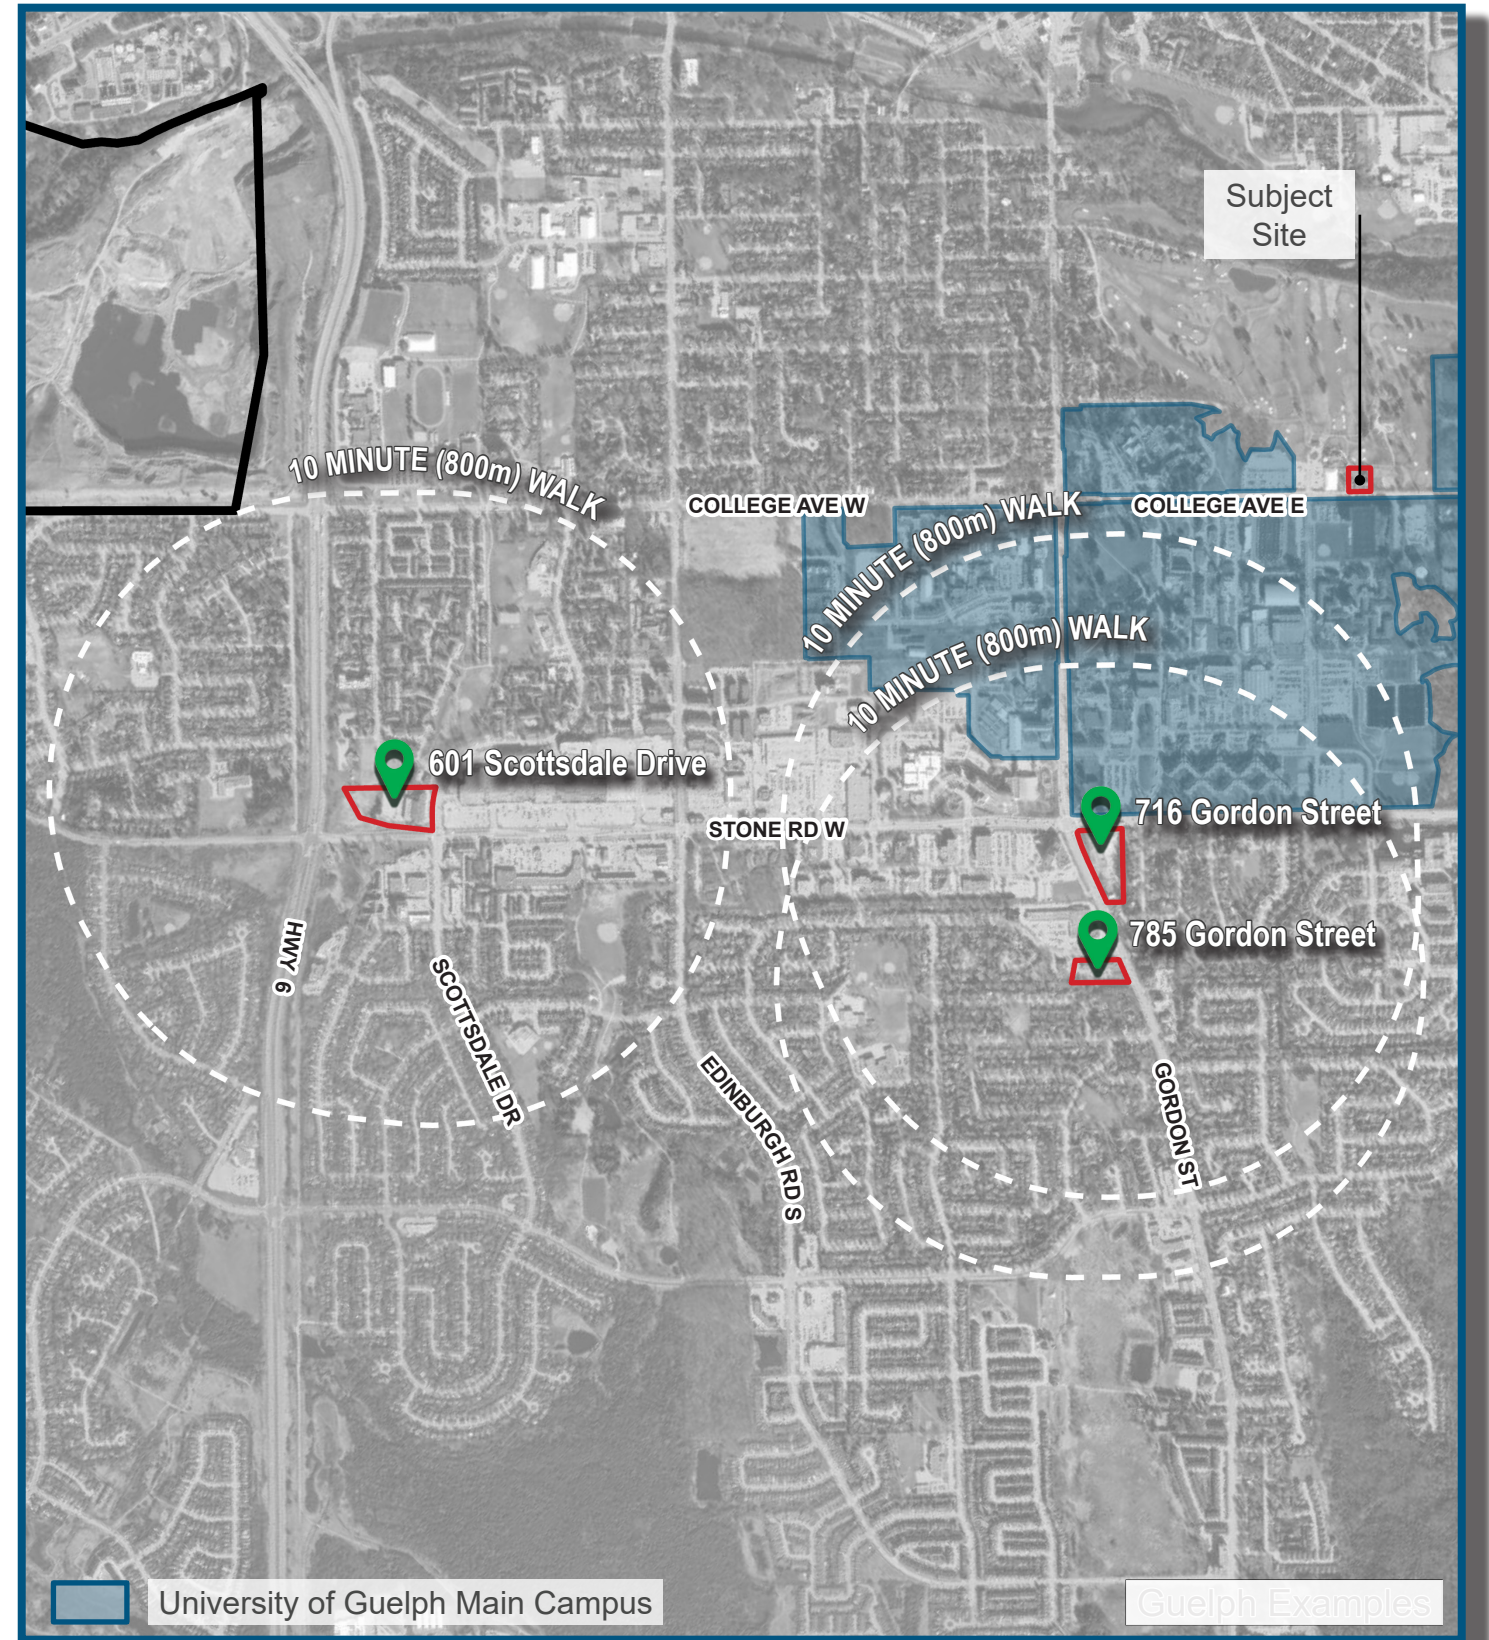 Subject
Site
10 MINUTE (800m) WALK
COLLEGE AVE W
10 MINUTE (800m) WALK
COLLEGE AVE E
10 MINUTE (800m) WALK
601 Scottsdale Drive
716 Gordon Street
STONE RD W
785 Gordon Street
HWY 6
SCOTTSDALE DR
EDINBURGH RD S
GORDON ST
University of Guelph Main Campus
Guelph Examples